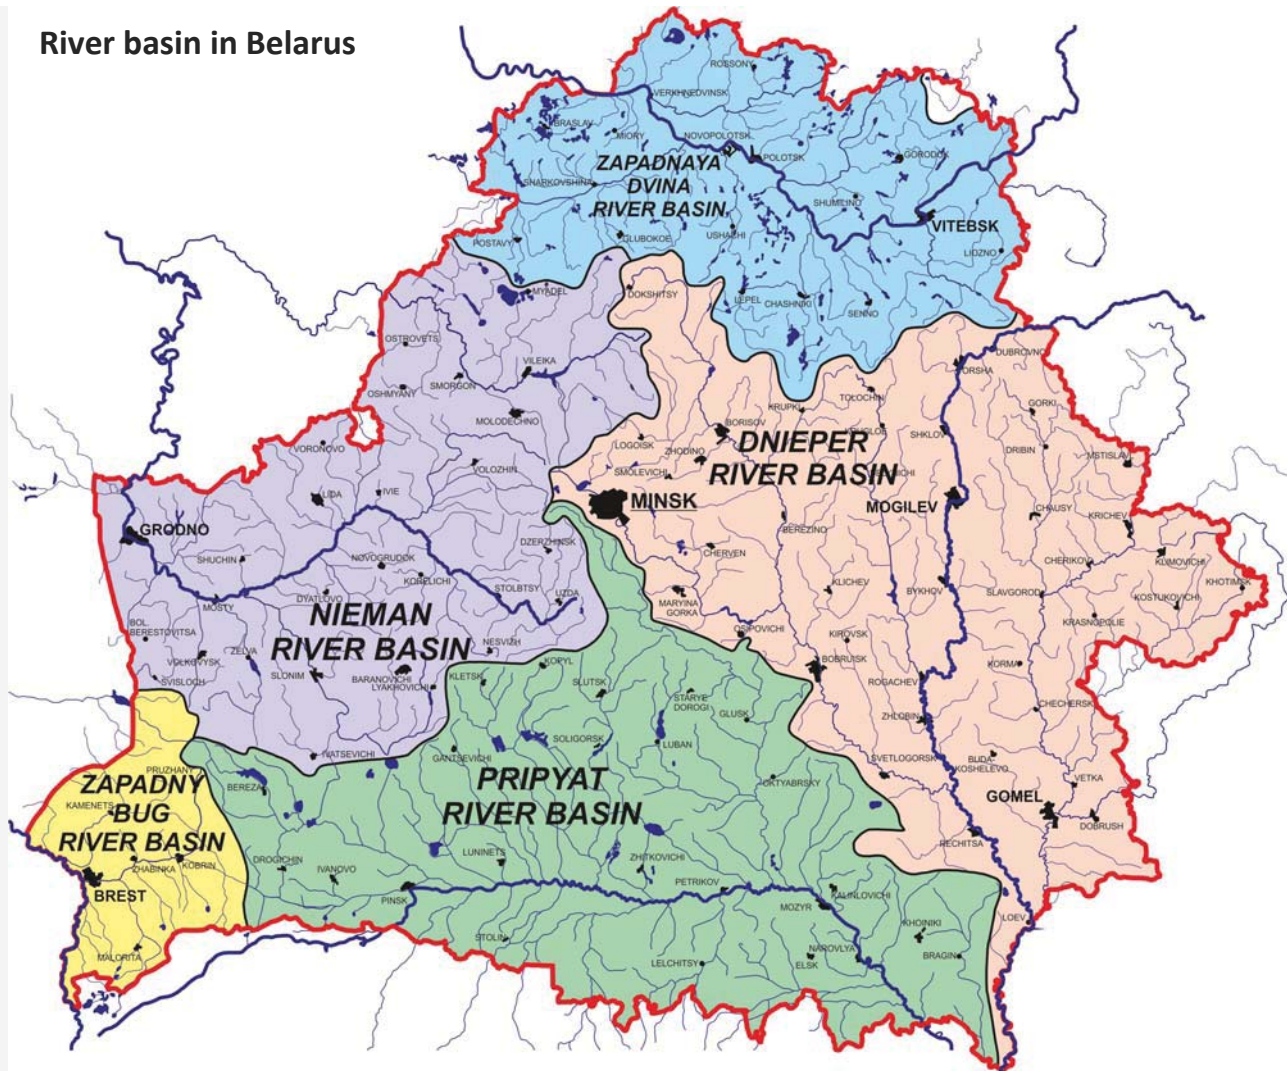 River basin in Belarus
ROSSONY
VERKHNEDVINSK
BRASLAV
MIORY
NOVOPOLOTSK
POLOTSK
GORODOK
ZAPADNAYA
DVINA
RIVER BASIN
SHARKOVSHINA
SHUMILINO
VITEBSK
POSTAVY
GLUBOKOE
USHACHI
LIOZNO
MYADEL
DOKSHITSY
LEPEL
CHASHNIKI
SENNO
OSTROVETS
VILEIKA
DUBROVNO
ORSHA
OSHMYANY
SMORGON
TOLOCHIN
KRUPKI
GORKI
MOLODECHNO
BORISOV
KRUGLOE
SHKLOV
DNIEPER
RIVER BASIN
LOGOISK
ZHODINO
DRIBIN
MSTISLAVL
VORONOVO
VOLOZHIN
SMOLEVICHI
LIDA
IVIE
MINSK
MOGILEV
CHAUSY
KRICHEV
GRODNO
BEREZINO
SHUCHIN
NOVOGRUDOK
DZERZHINSK
CHERVEN
CHERIKOV
KLIMOVICHI
KORELICHI
STOLBTSY
UZDA
KLICHEV
BYKHOV
SLAVGOROD
KHOTIMSK
KOSTUKOVICHI
MOSTY
DYATLOVO
MARYINA
GORKA
KRASNOPOLIE
BOL.
BERESTOVITSA
NIEMAN
RIVER BASIN
OSIPOVICHI
KIROVSK
ZELVA
NESVIZH
VOLKOVYSK
KOPYL
BOBRUISK
KORMA
SVISLOCH
SLONIM
BARANOVICHI
LYAKHOVICHI
KLETSK
SLUTSK
STARYE
DOROGI
GLUSK
ROGACHEV
CHECHERSK
ZHLOBIN
IVATSEVICHI
GANTSEVICHI
SOLIGORSK
LUBAN
SVETLOGORSK
BUDA-
KOSHELEVO
PRUZHANY
BEREZA
PRIPYAT
RIVER BASIN
OKTYABRSKY
VETKA
ZAPADNY
BUG
RIVER BASIN
KAMENETS
GOMEL
DOBRUSH
ZHABINKA
KOBRIN
DROGICHIN
IVANOVO
LUNINETS
ZHITKOVICHI
RECHITSA
BREST
PINSK
PETRIKOV
KALINLOVICHI
MOZYR
LOEV
STOLIN
KHOINIKI
MALORITA
LELCHITSY
NAROVLYA
ELSK
BRAGIN